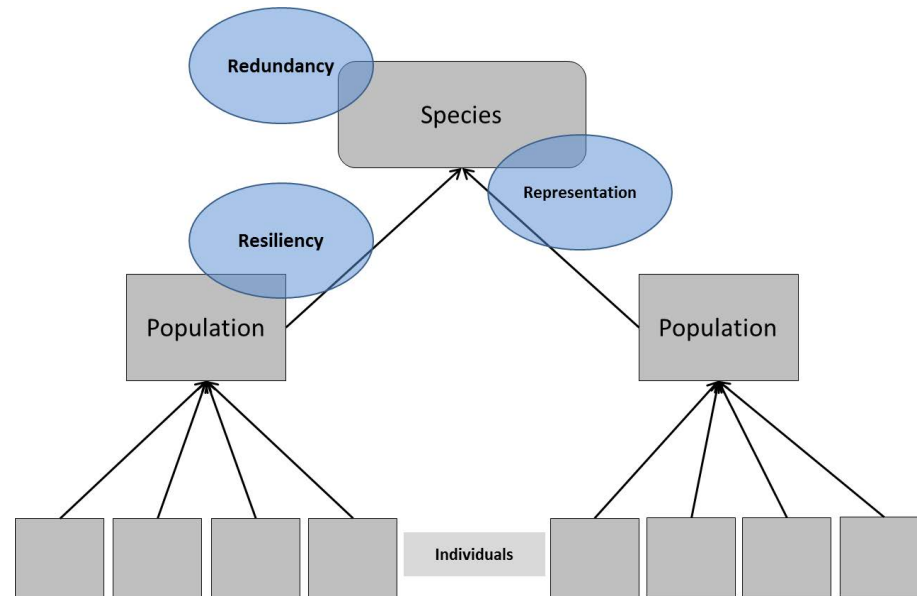 Redundancy
Species
Representation
Resiliency
Population
Population
Individuals